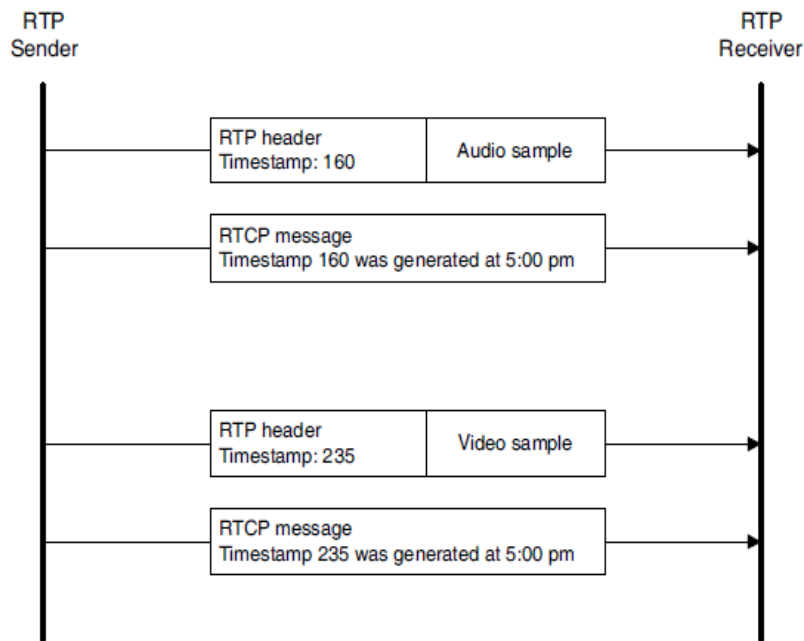 RTP
Sender
RTP
Receiver
RTP header
Timestamp: 160
Audio sample
RTCP message
Timestamp 160 was generated at 5:00 pm
RTP header
Timestamp: 235
Video sample
RTCP message
Timestamp 235 was generated at 5:00 pm